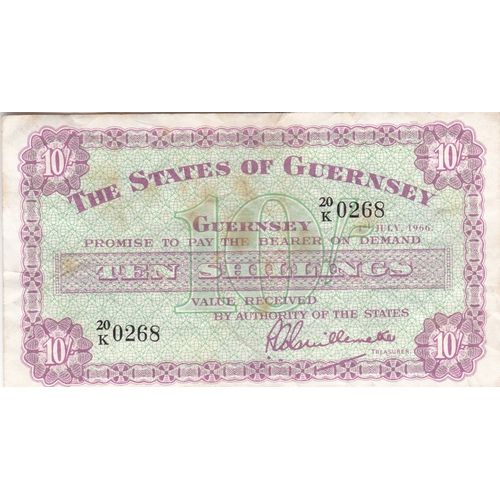 10/- 10/-
THE STATES OF GUERNSEY
10/-
20/K 0268
GUERNSEY 1st JULY, 1966.
PROMISE TO PAY THE BEARER ON DEMAND
TEN SHILLINGS
VALUE RECEIVED
BY AUTHORITY OF THE STATES
20/K 0268
TREASURER
10/- 10/-